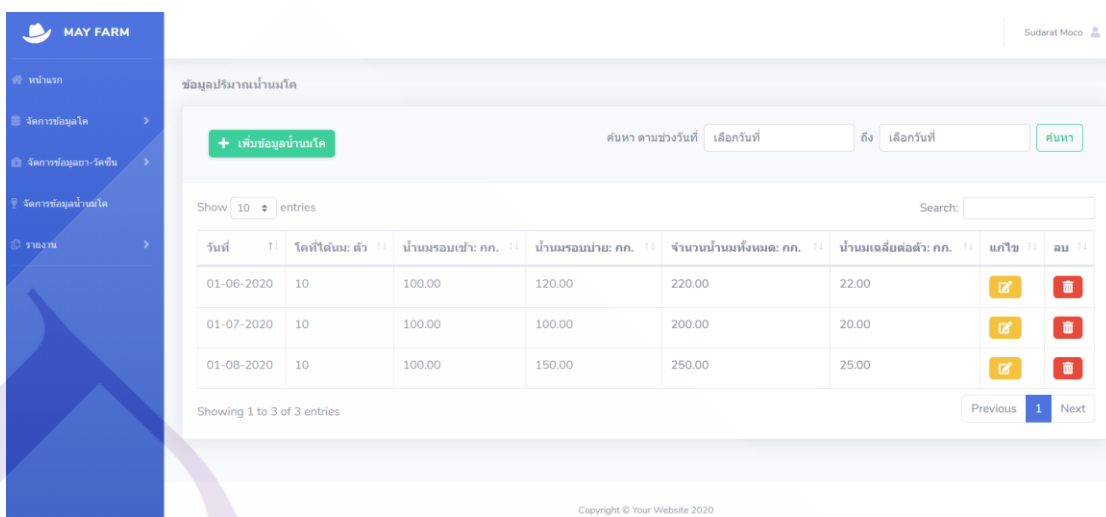 MAY FARM
Sudarat Moco
หน้าแรก
จัดการข้อมูลโค
จัดการข้อมูลยา-วัคซีน
จัดการข้อมูลน้ำนมโค
รายงาน
ข้อมูลปริมาณน้ำนมโค
+ เพิ่มข้อมูลน้ำนมโค
ค้นหา ตามช่วงวันที่ เลือกวันที่ ถึง เลือกวันที่ ค้นหา
Show 10 entries
Search:
วันที่ โคที่ได้นม: ตัว น้ำนมรอบเช้า: กก. น้ำนมรอบบ่าย: กก. จำนวนน้ำนมทั้งหมด: กก. น้ำนมเฉลี่ยต่อตัว: กก. แก้ไข ลบ
01-06-2020 10 100.00 120.00 220.00 22.00
01-07-2020 10 100.00 100.00 200.00 20.00
01-08-2020 10 100.00 150.00 250.00 25.00
Showing 1 to 3 of 3 entries
Previous 1 Next
Copyright © Your Website 2020